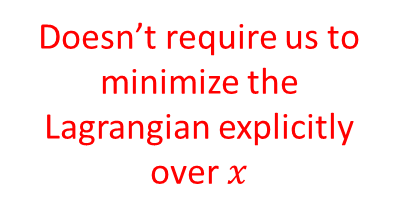 Doesn’t require us to
minimize the
Lagrangian explicitly
over 𝑥